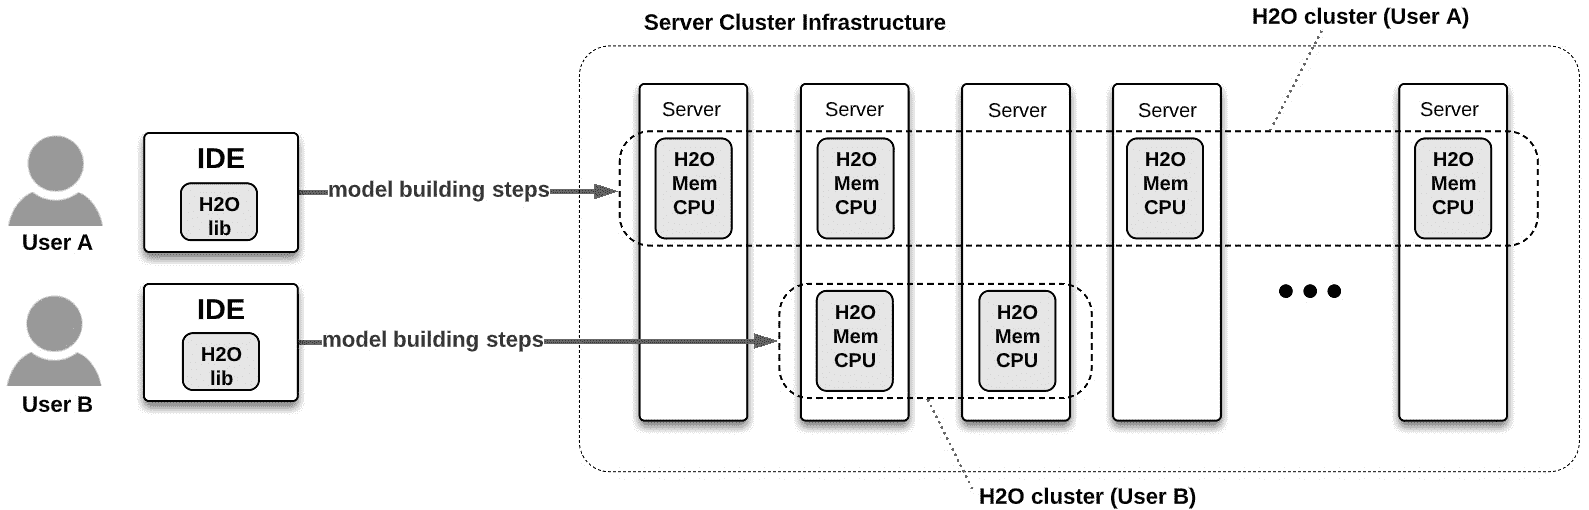 Server Cluster Infrastructure
H2O cluster (User A)
Server
Server
Server
Server
Server
IDE
H2O
lib
User A
model building steps
H2O
Mem
CPU
H2O
Mem
CPU
H2O
Mem
CPU
H2O
Mem
CPU
IDE
H2O
lib
User B
model building steps
H2O
Mem
CPU
H2O
Mem
CPU
H2O cluster (User B)